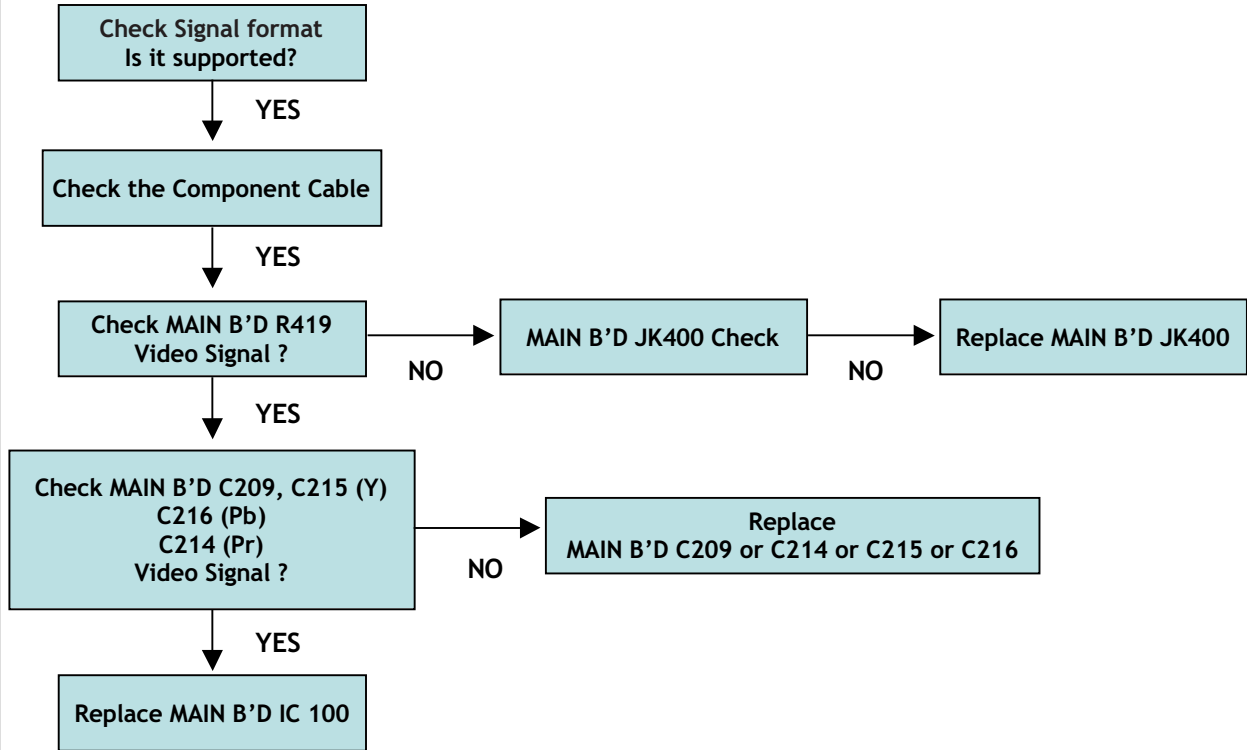 Check Signal format
Is it supported?
YES
Check the Component Cable
YES
Check MAIN B’D R419
Video Signal ?
NO
MAIN B’D JK400 Check
NO
Replace MAIN B’D JK400
YES
Check MAIN B’D C209, C215 (Y)
C216 (Pb)
C214 (Pr)
Video Signal ?
NO
Replace
MAIN B’D C209 or C214 or C215 or C216
YES
Replace MAIN B’D IC 100